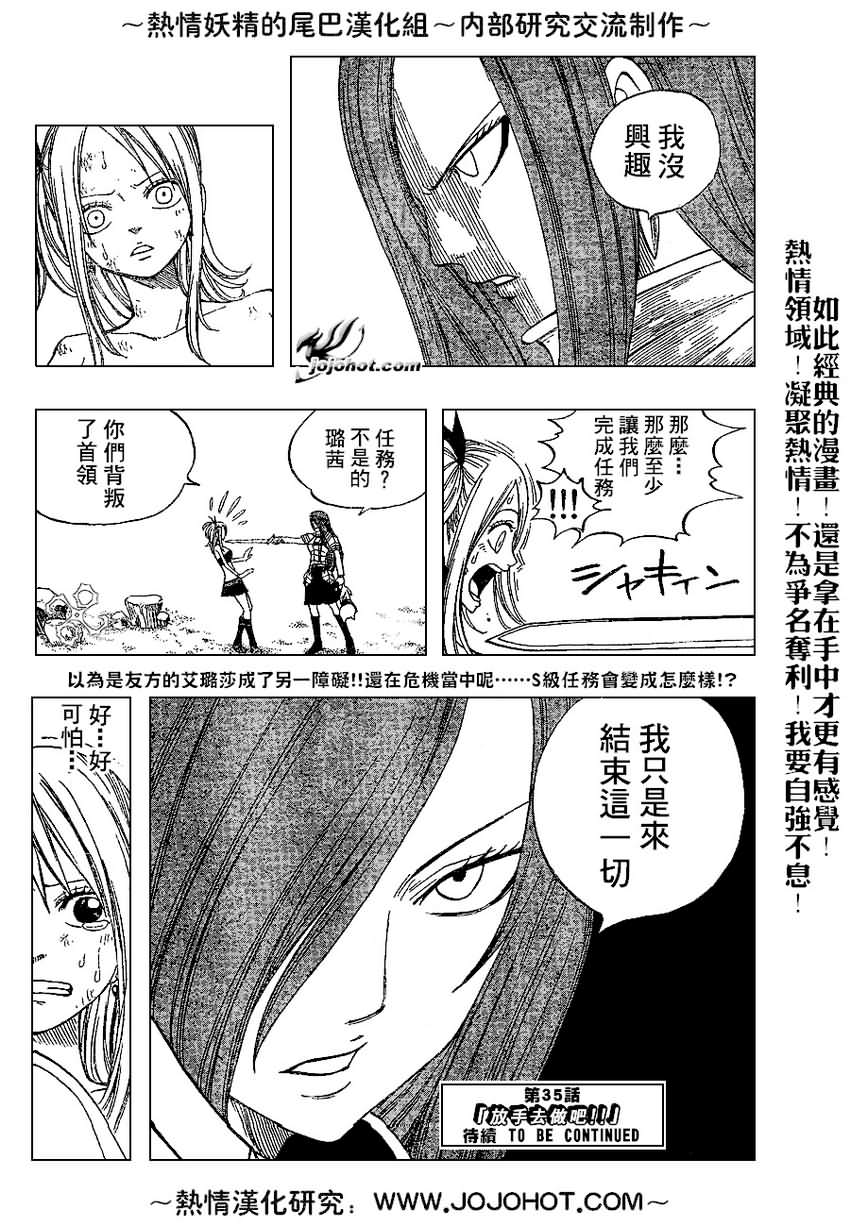 ～熱情妖精的尾巴漢化組～内部研究交流制作～
我沒
興趣
jojohot.com
那麼…
那麼至少
讓我們
完成任務
!!!
シャキィン
任務？
不是的
璐茜
你們背叛
了首領
以為是友方的艾璐莎成了另一障礙!!還在危機當中呢……S級任務會變成怎麼樣!?
我只是來
結束這一切
好…好
可怕…
第35話
「放手去做吧!!」
待續 TO BE CONTINUED
如此經典的漫畫！還是拿在手中才更有感覺！
熱情領域！凝聚熱情！不為爭名奪利！我要自強不息！
～熱情漢化研究：WWW.JOJOHOT.COM～